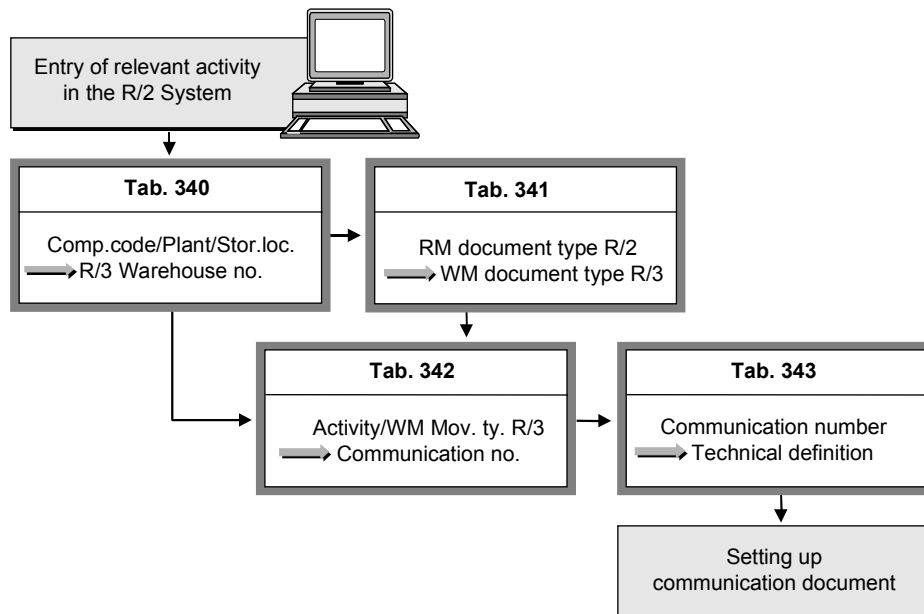 Entry of relevant activity
in the R/2 System
Tab. 340
Comp.code/Plant/Stor.loc.
R/3 Warehouse no.
Tab. 341
RM document type R/2
WM document type R/3
Tab. 342
Activity/WM Mov. ty. R/3
Communication no.
Tab. 343
Communication number
Technical definition
Setting up
communication document